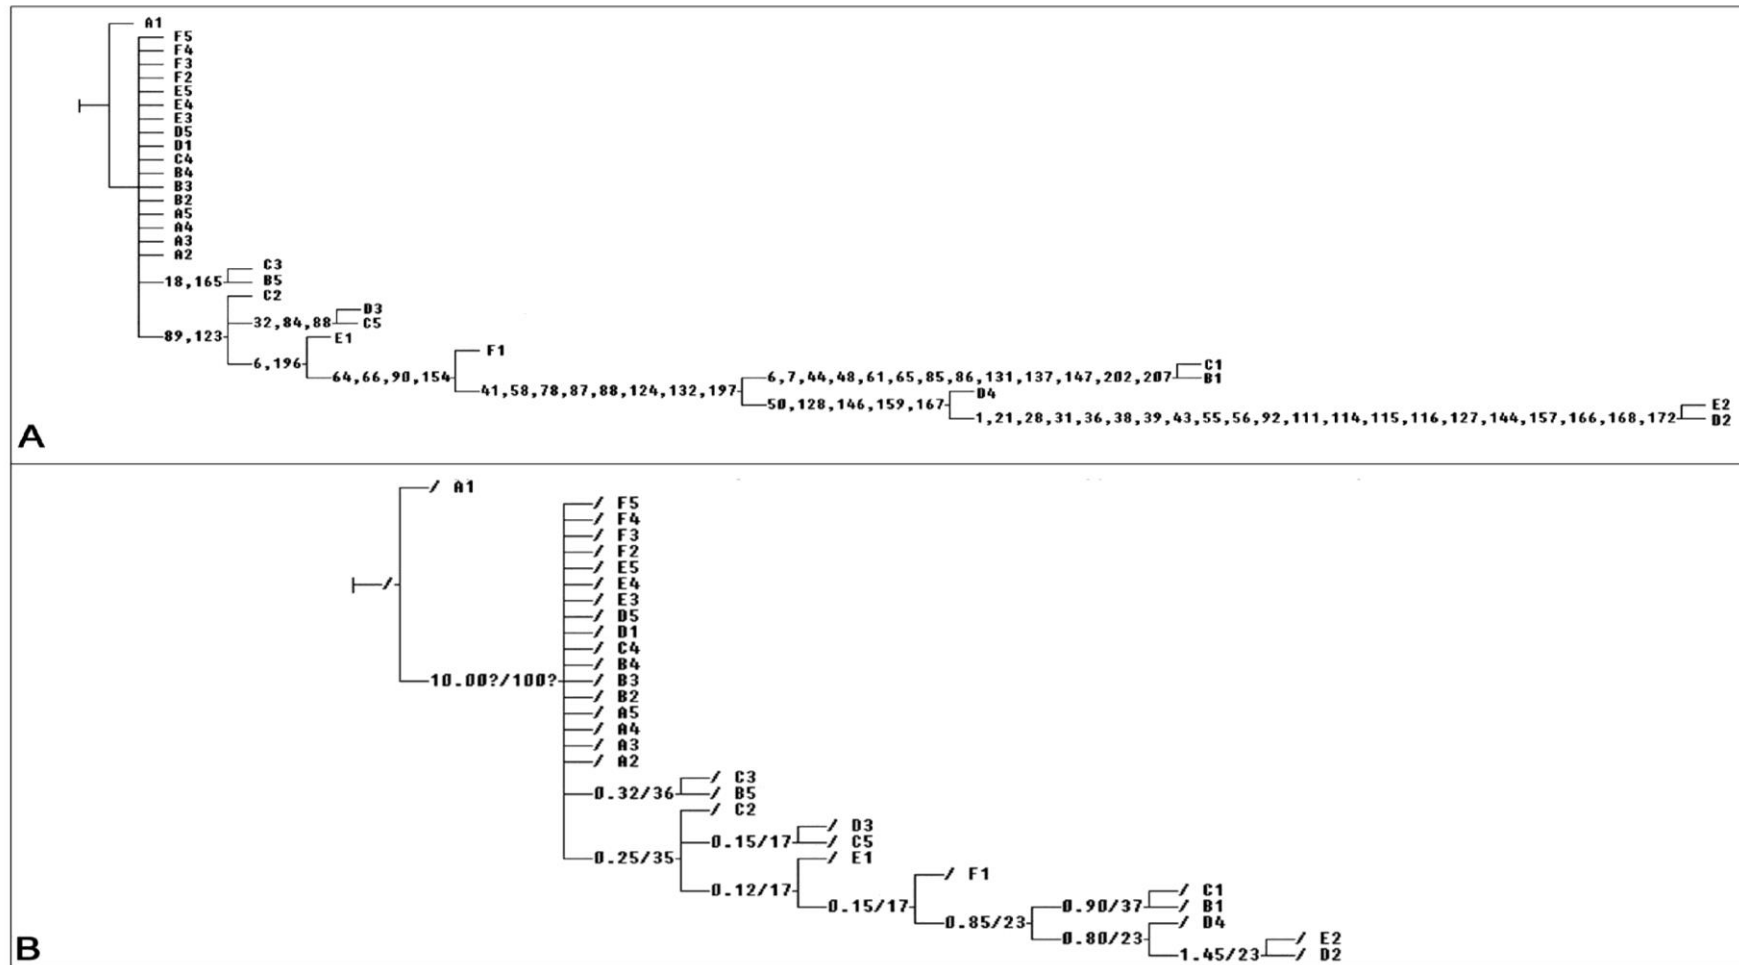 A1
F5
F4
F3
F2
E5
E4
E3
D5
D1
C4
B4
B3
B2
A5
A4
A3
A2
C3
18,165 B5
C2
D3
32,84,88 C5
89,123 E1
F1
6,196 C1
64,66,90,154 6,7,44,48,61,65,85,86,131,137,147,202,207 B1
41,58,78,87,88,124,132,197 D4
50,128,146,159,167 E2
1,21,28,31,36,38,39,43,55,56,92,111,114,115,116,127,144,157,166,168,172 D2
A
/ A1
/ F5
/ F4
/ F3
/ F2
/ E5
/ / E4
/ E3
/ D5
/ D1
/ C4
/ B4
10.00?/100? / B3
/ B2
/ A5
/ A4
/ A3
/ A2
/ C3
0.32/36 / B5
/ C2
/ D3
0.15/17 / C5
0.25/35 / E1
/ F1
0.12/17 / C1
0.15/17 0.90/37 / B1
0.85/23 / D4
0.80/23 / E2
1.45/23 / D2
B